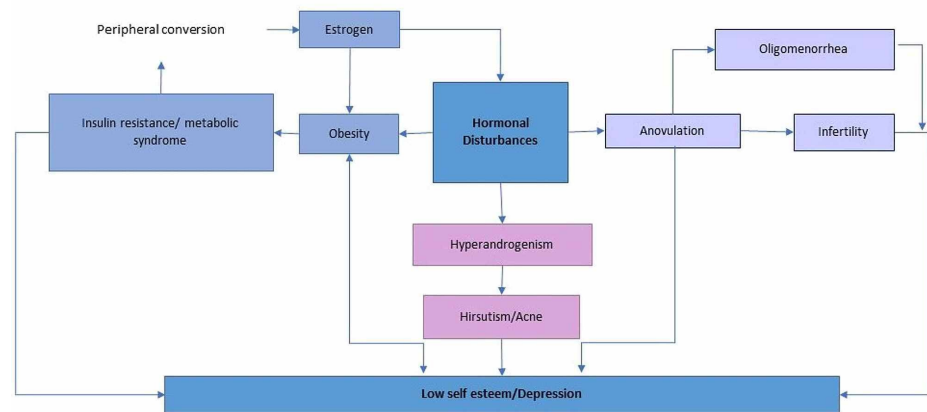 Peripheral conversion
Estrogen
Oligomenorrhea
Insulin resistance/ metabolic
syndrome
Obesity
Hormonal
Disturbances
Anovulation
Infertility
Hyperandrogenism
Hirsutism/Acne
Low self esteem/Depression